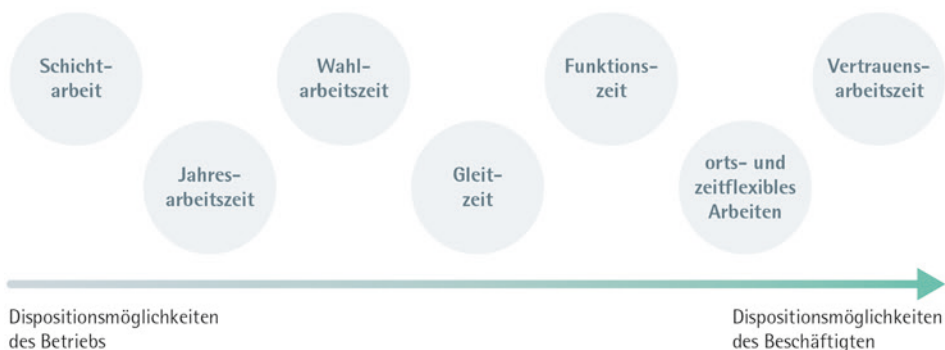 Schicht-
arbeit
Jahres-
arbeitszeit
Wahl-
arbeitszeit
Gleit-
zeit
Funktions-
zeit
orts- und
zeitflexibles
Arbeiten
Vertrauens-
arbeitszeit
Dispositionsmöglichkeiten
des Betriebs
Dispositionsmöglichkeiten
des Beschäftigten